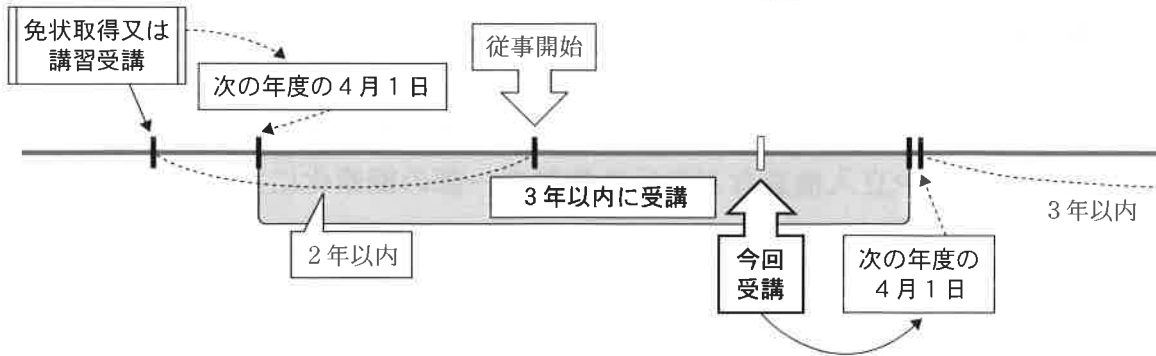 免状取得又は
講習受講
次の年度の4月1日
従事開始
3年以内に受講
2年以内
今回
受講
次の年度の
4月1日
3年以内